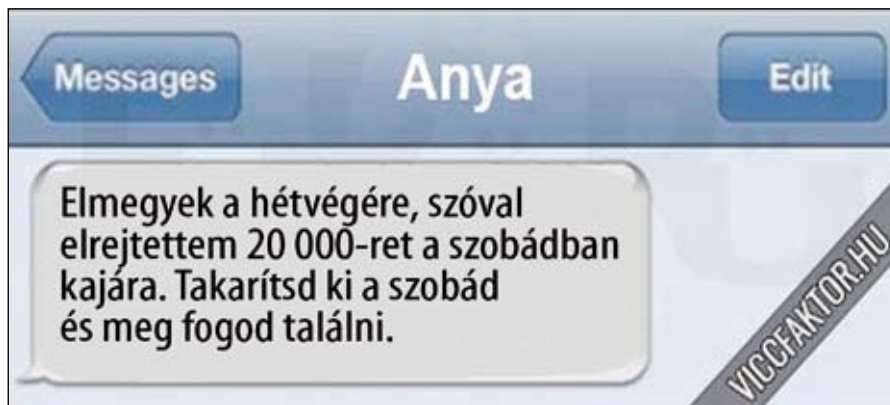 Messages
Anya
Edit
Elmegyek a hétvégére, szóval
elrejtettem 20 000-ret a szobádban
kajára. Takarítsd ki a szobád
és meg fogod találni.
VICCFAKTOR.HU